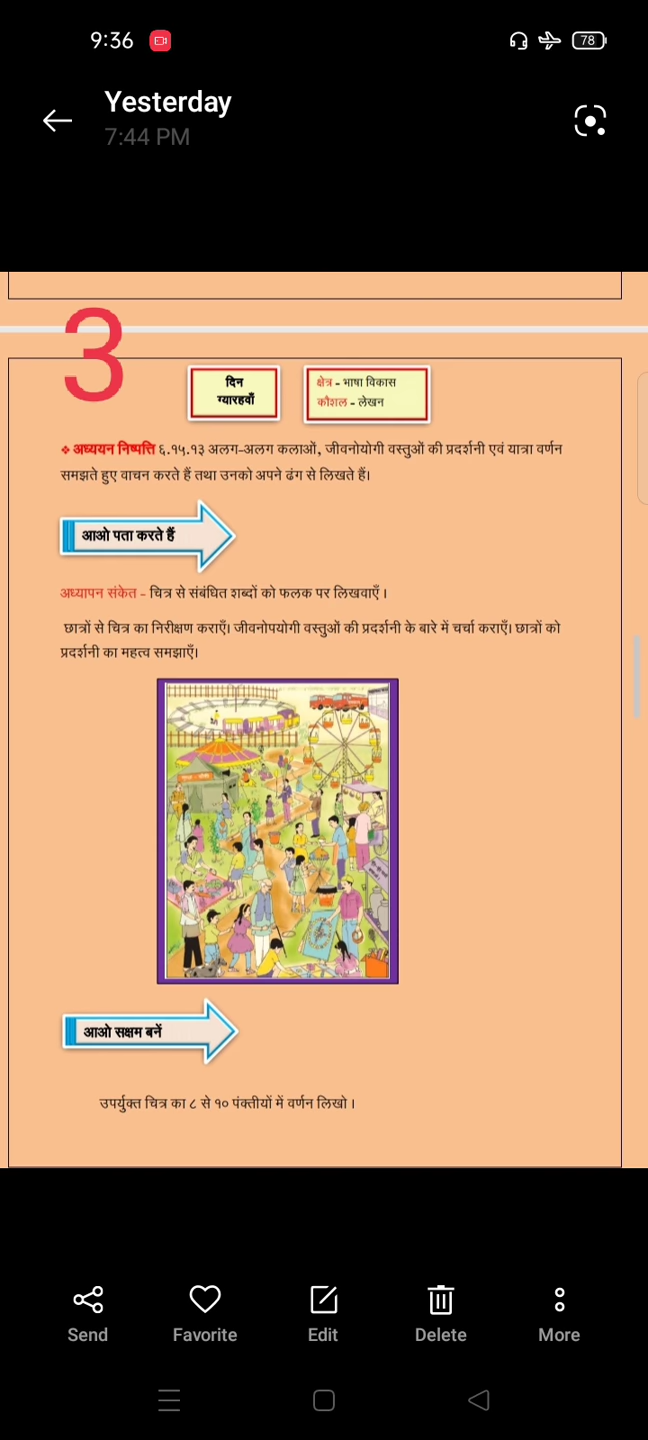 9:36
78
Yesterday
7:44 PM
3
दिन
ग्यारहवाँ
क्षेत्र - भाषा विकास
कौशल - लेखन
❖ अध्ययन निष्पत्ति ६.१५.१३ अलग-अलग कलाओं, जीवनोयोगी वस्तुओं की प्रदर्शनी एवं यात्रा वर्णन
समझते हुए वाचन करते हैं तथा उनको अपने ढंग से लिखते हैं।
आओ पता करते हैं
अध्यापन संकेत - चित्र से संबंधित शब्दों को फलक पर लिखवाएँ ।
छात्रों से चित्र का निरीक्षण कराएँ। जीवनोपयोगी वस्तुओं की प्रदर्शनी के बारे में चर्चा कराएँ। छात्रों को
प्रदर्शनी का महत्व समझाएँ।
आओ सक्षम बनें
उपर्युक्त चित्र का ८ से १० पंक्तीयों में वर्णन लिखो ।
Send
Favorite
Edit
Delete
More